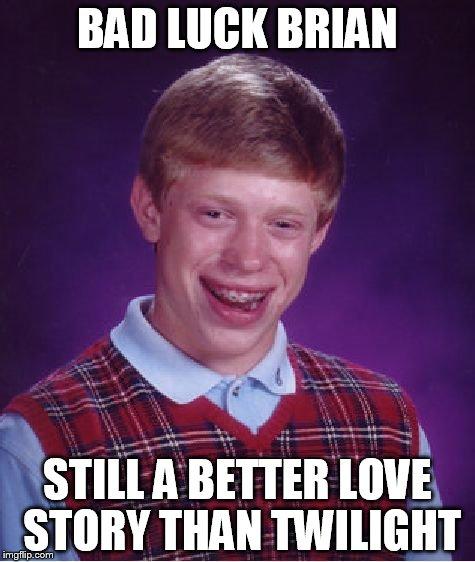 BAD LUCK BRIAN
STILL A BETTER LOVE
STORY THAN TWILIGHT
imgflip.com